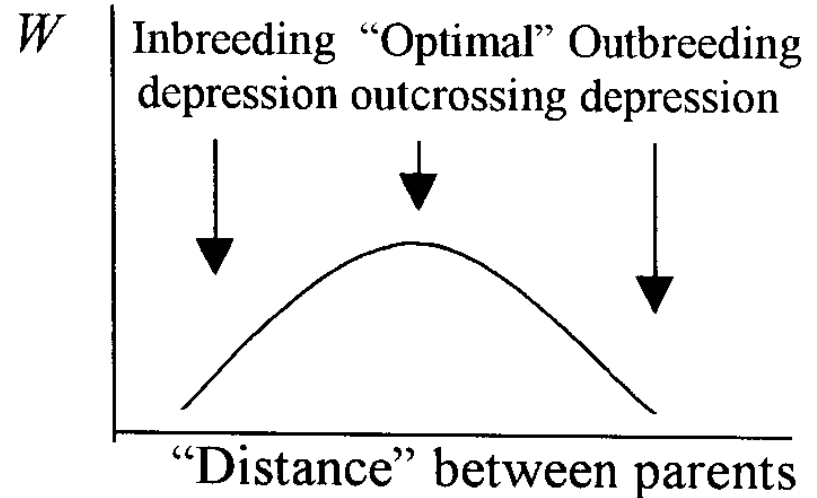 W
Inbreeding “Optimal” Outbreeding
depression outcrossing depression
“Distance” between parents